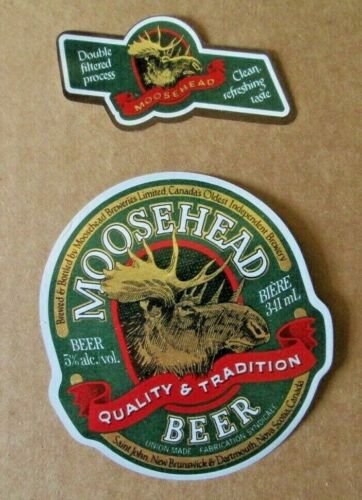 Double
filtered
process
MOOSEHEAD
Clean,
refreshing
taste
Brewed & Bottled by Moosehead Breweries Limited, Canada's Oldest Independent Brewery
MOOSEHEAD
BEER
5% alc./vol.
BIÈRE
341 mL
QUALITY & TRADITION
BEER
UNION MADE FABRICATION SYNDICALE
Saint John, New Brunswick & Dartmouth, Nova Scotia, Canada